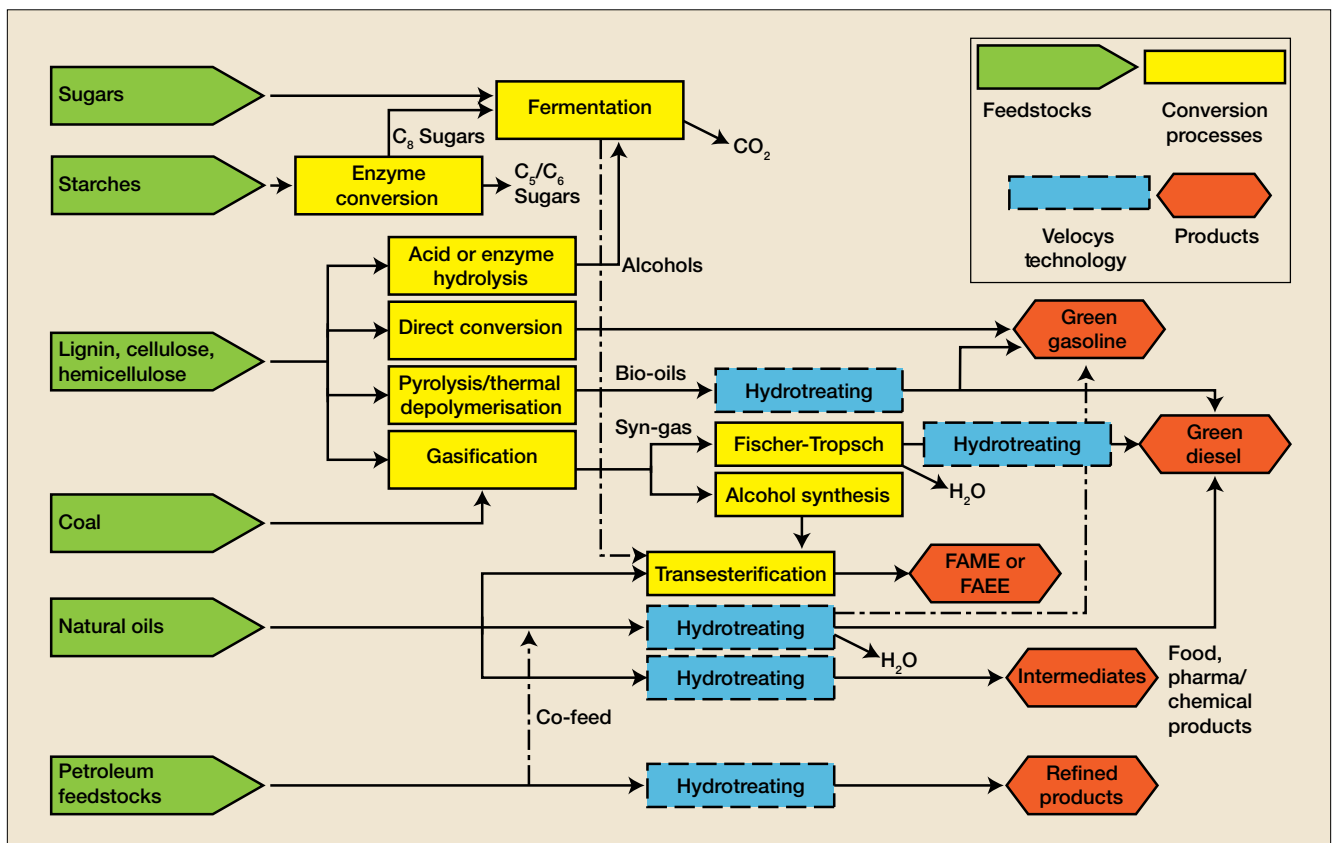 Sugars
Fermentation
C₈ Sugars
CO₂
Starches
Enzyme
conversion
C₅/C₆
Sugars
Feedstocks
Conversion
processes
Velocys
technology
Products
Acid or enzyme
hydrolysis
Alcohols
Direct conversion
Green
gasoline
Lignin, cellulose,
hemicellulose
Pyrolysis/thermal
depolymerisation
Bio-oils
Hydrotreating
Gasification
Syn-gas
Fischer-Tropsch
Hydrotreating
Green
diesel
H₂O
Alcohol synthesis
Coal
Transesterification
FAME or
FAEE
Natural oils
Hydrotreating
H₂O
Hydrotreating
Intermediates
Food,
pharma/
chemical
products
Co-feed
Petroleum
feedstocks
Hydrotreating
Refined
products